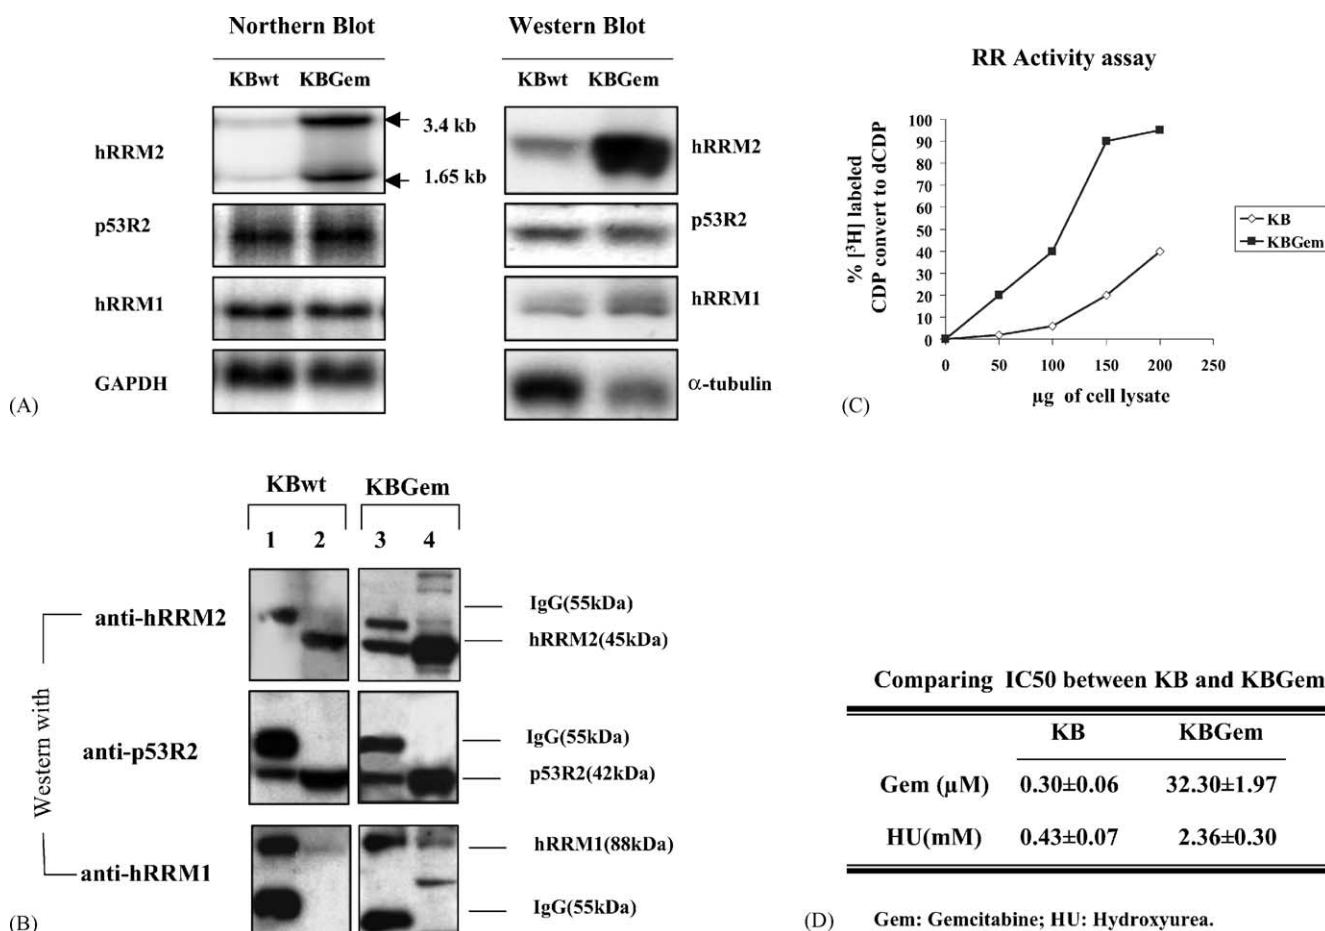 Northern Blot
KBwt KBGem
hRRM2
3.4 kb
1.65 kb
p53R2
hRRM1
GAPDH
(A)
Western Blot
KBwt KBGem
hRRM2
p53R2
hRRM1
α-tubulin
RR Activity assay
% [³H] labeled
CDP convert to dCDP
100
90
80
70
60
50
40
30
20
10
0
0 50 100 150 200 250
µg of cell lysate
KB
KBGem
(C)
KBwt KBGem
1 2 3 4
Western with
anti-hRRM2
IgG(55kDa)
hRRM2(45kDa)
anti-p53R2
IgG(55kDa)
p53R2(42kDa)
anti-hRRM1
hRRM1(88kDa)
IgG(55kDa)
(B)
Comparing IC50 between KB and KBGem
KB KBGem
Gem (µM) 0.30±0.06 32.30±1.97
HU(mM) 0.43±0.07 2.36±0.30
(D) Gem: Gemcitabine; HU: Hydroxyurea.